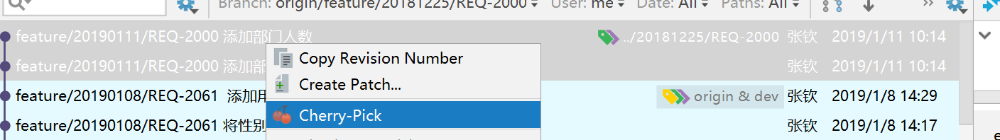 Branch: origin/feature/20181225/REQ-2000 User: me Date: All Paths: All
feature/20190111/REQ-2000 添加部门人数 ../20181225/REQ-2000 张钦 2019/1/11 10:14
feature/20190111/REQ-2000 添加部 张钦 2019/1/11 10:14
feature/20190108/REQ-2061 添加 origin & dev 张钦 2019/1/8 14:29
feature/20190108/REQ-2061 将性别 张钦 2019/1/8 14:17
Copy Revision Number
Create Patch...
Cherry-Pick